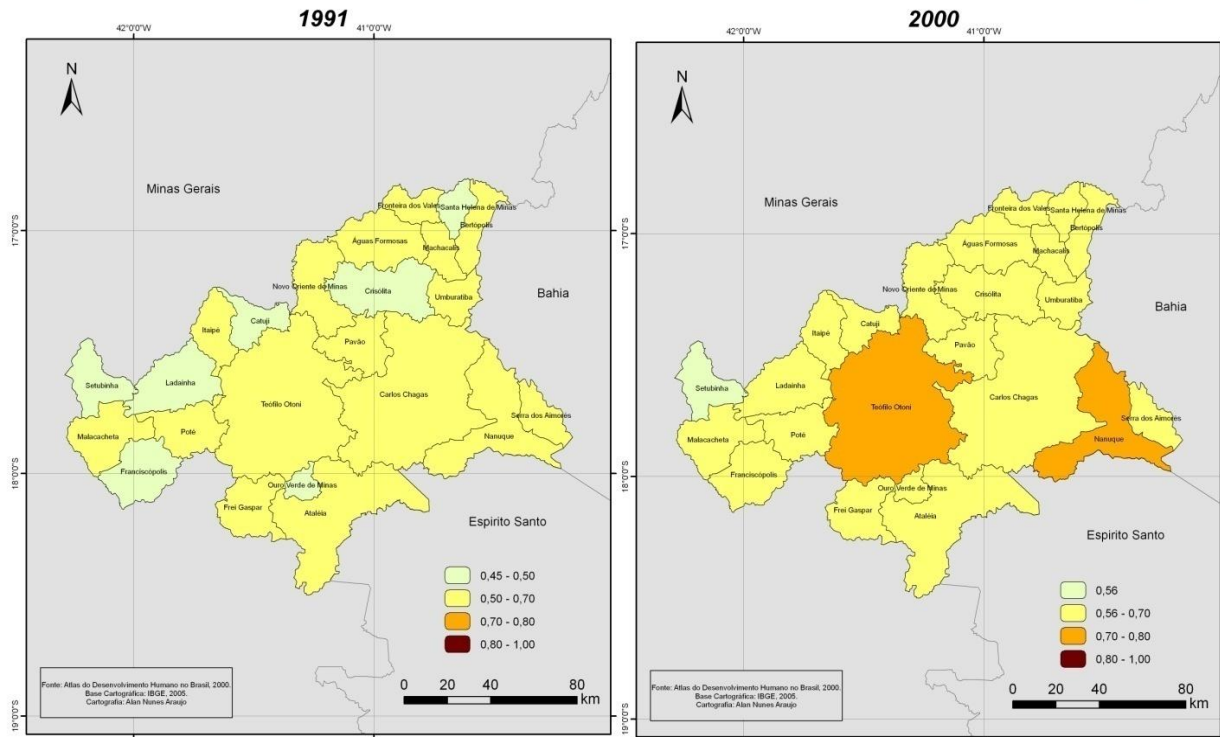 1991
42°0'0"W
41°0'0"W
N
Minas Gerais
Fronteira dos Vales
Santa Helena de Minas
Bertópolis
17°0'0"S
Águas Formosas
Machacalis
Novo Oriente de Minas
Crisólita
Umburatiba
Bahia
Catuji
Itaipé
Pavão
Setubinha
Ladainha
Carlos Chagas
Teófilo Otoni
Serra dos Aimorés
Malacacheta
Poté
Nanuque
Franciscópolis
18°0'0"S
Ouro Verde de Minas
Frei Gaspar
Ataléia
Espirito Santo
0,45 - 0,50
0,50 - 0,70
0,70 - 0,80
0,80 - 1,00
Fonte: Atlas do Desenvolvimento Humano no Brasil, 2000.
Base Cartográfica: IBGE, 2005.
Cartografia: Alan Nunes Araujo
0 20 40 80
km
19°0'0"S
2000
42°0'0"W
41°0'0"W
N
Minas Gerais
Fronteira dos Vales
Santa Helena de Minas
Bertópolis
17°0'0"S
Águas Formosas
Machacalis
Novo Oriente de Minas
Crisólita
Umburatiba
Bahia
Catuji
Itaipé
Pavão
Setubinha
Ladainha
Carlos Chagas
Teófilo Otoni
Serra dos Aimorés
Malacacheta
Poté
Nanuque
Franciscópolis
18°0'0"S
Ouro Verde de Minas
Frei Gaspar
Ataléia
Espirito Santo
0,56
0,56 - 0,70
0,70 - 0,80
0,80 - 1,00
Fonte: Atlas do Desenvolvimento Humano no Brasil, 2000.
Base Cartográfica: IBGE, 2005.
Cartografia: Alan Nunes Araujo
0 20 40 80
km
19°0'0"S